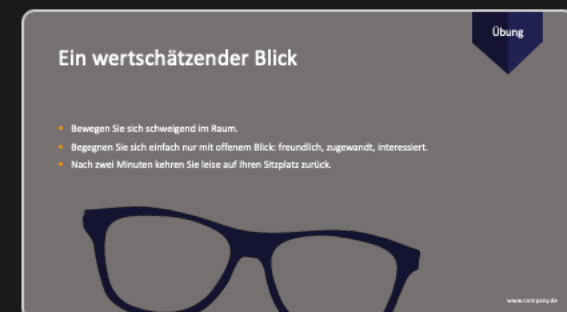 Übung
Ein wertschätzender Blick
Bewegen Sie sich schweigend im Raum.
Begegnen Sie sich einfach nur mit offenem Blick: freundlich, zugewandt, interessiert.
Nach zwei Minuten kehren Sie leise auf Ihren Sitzplatz zurück.
www.company.de